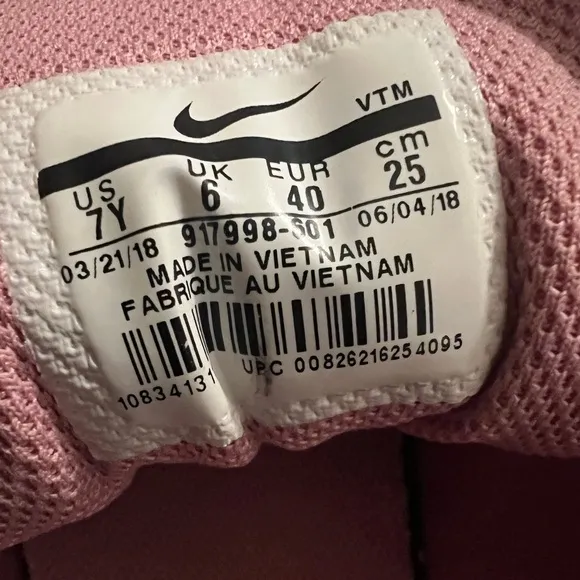 VTM
US UK EUR cm
7Y 6 40 25
03/21/18 917998-601 06/04/18
MADE IN VIETNAM
FABRIQUE AU VIETNAM
10834131 UPC 00826216254095